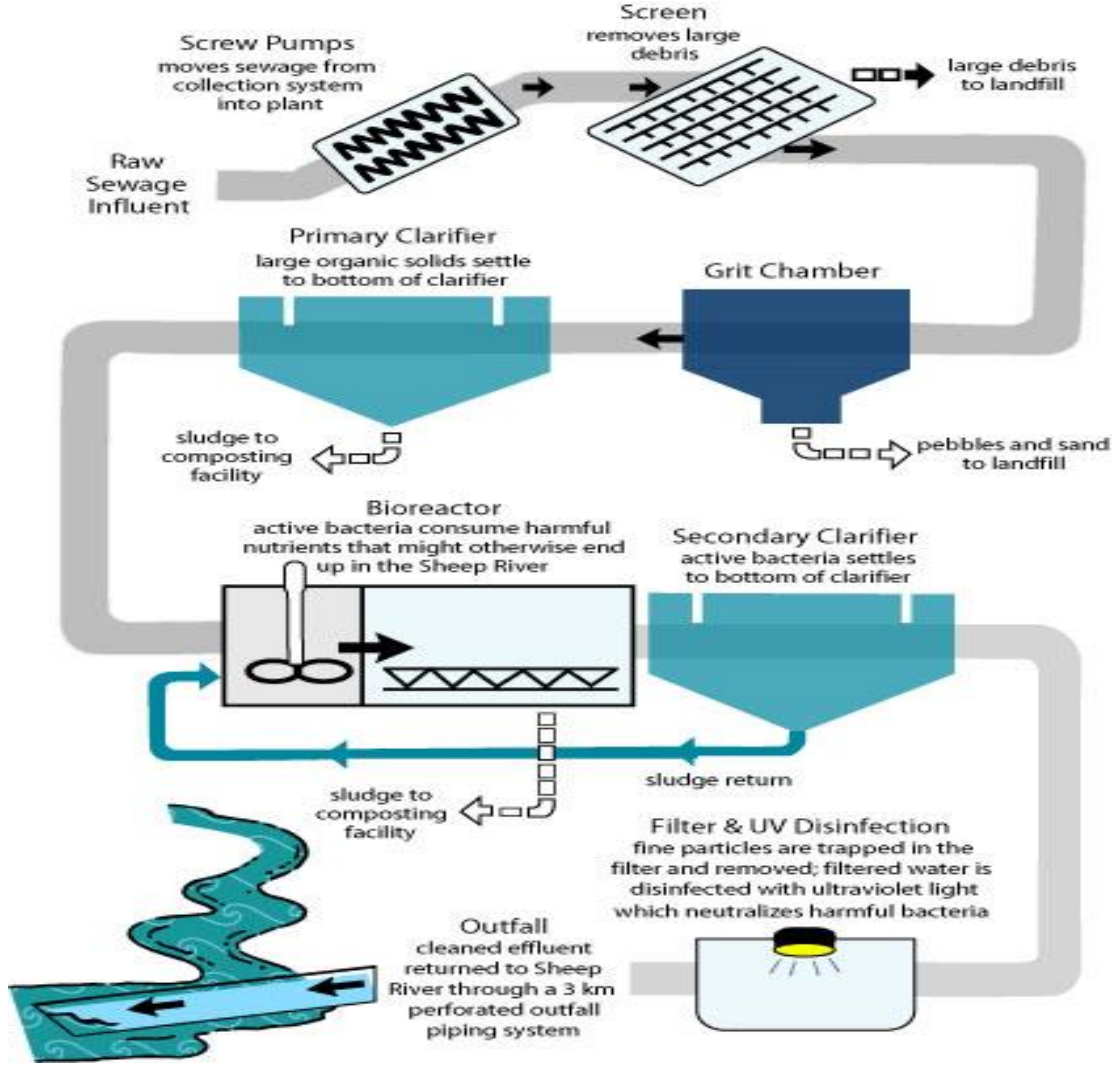 Screw Pumps
moves sewage from
collection system
into plant
Screen
removes large
debris
large debris
to landfill
Raw
Sewage
Influent
Primary Clarifier
large organic solids settle
to bottom of clarifier
Grit Chamber
sludge to
composting
facility
pebbles and sand
to landfill
Bioreactor
active bacteria consume harmful
nutrients that might otherwise end
up in the Sheep River
Secondary Clarifier
active bacteria settles
to bottom of clarifier
sludge return
sludge to
composting
facility
Filter & UV Disinfection
fine particles are trapped in the
filter and removed; filtered water is
disinfected with ultraviolet light
which neutralizes harmful bacteria
Outfall
cleaned effluent
returned to Sheep
River through a 3 km
perforated outfall
piping system